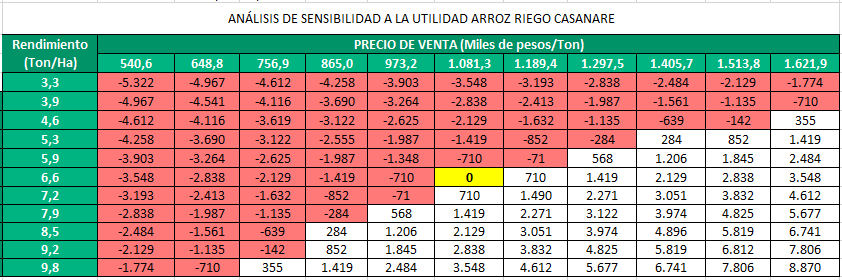 ANÁLISIS DE SENSIBILIDAD A LA UTILIDAD ARROZ RIEGO CASANARE
Rendimiento (Ton/Ha) PRECIO DE VENTA (Miles de pesos/Ton)
540,6 648,8 756,9 865,0 973,2 1.081,3 1.189,4 1.297,5 1.405,7 1.513,8 1.621,9
3,3 -5.322 -4.967 -4.612 -4.258 -3.903 -3.548 -3.193 -2.838 -2.484 -2.129 -1.774
3,9 -4.967 -4.541 -4.116 -3.690 -3.264 -2.838 -2.413 -1.987 -1.561 -1.135 -710
4,6 -4.612 -4.116 -3.619 -3.122 -2.625 -2.129 -1.632 -1.135 -639 -142 355
5,3 -4.258 -3.690 -3.122 -2.555 -1.987 -1.419 -852 -284 284 852 1.419
5,9 -3.903 -3.264 -2.625 -1.987 -1.348 -710 -71 568 1.206 1.845 2.484
6,6 -3.548 -2.838 -2.129 -1.419 -710 0 710 1.419 2.129 2.838 3.548
7,2 -3.193 -2.413 -1.632 -852 -71 710 1.490 2.271 3.051 3.832 4.612
7,9 -2.838 -1.987 -1.135 -284 568 1.419 2.271 3.122 3.974 4.825 5.677
8,5 -2.484 -1.561 -639 284 1.206 2.129 3.051 3.974 4.896 5.819 6.741
9,2 -2.129 -1.135 -142 852 1.845 2.838 3.832 4.825 5.819 6.812 7.806
9,8 -1.774 -710 355 1.419 2.484 3.548 4.612 5.677 6.741 7.806 8.870